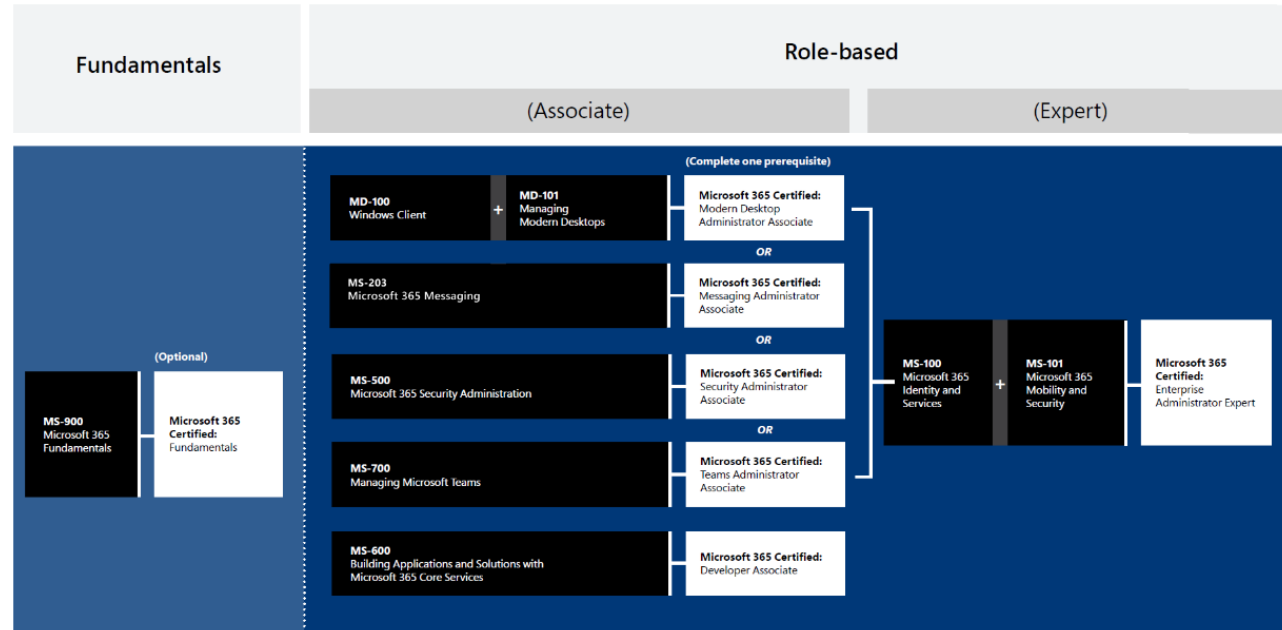 Fundamentals
Role-based
(Associate)
(Expert)
(Optional)
MS-900
Microsoft 365
Fundamentals
Microsoft 365
Certified:
Fundamentals
(Complete one prerequisite)
MD-100
Windows Client
+
MD-101
Managing
Modern Desktops
Microsoft 365 Certified:
Modern Desktop
Administrator Associate
OR
MS-203
Microsoft 365 Messaging
Microsoft 365 Certified:
Messaging Administrator
Associate
OR
MS-500
Microsoft 365 Security Administration
Microsoft 365 Certified:
Security Administrator
Associate
OR
MS-700
Managing Microsoft Teams
Microsoft 365 Certified:
Teams Administrator
Associate
MS-600
Building Applications and Solutions with
Microsoft 365 Core Services
Microsoft 365 Certified:
Developer Associate
MS-100
Microsoft 365
Identity and
Services
+
MS-101
Microsoft 365
Mobility and
Security
Microsoft 365
Certified:
Enterprise
Administrator Expert